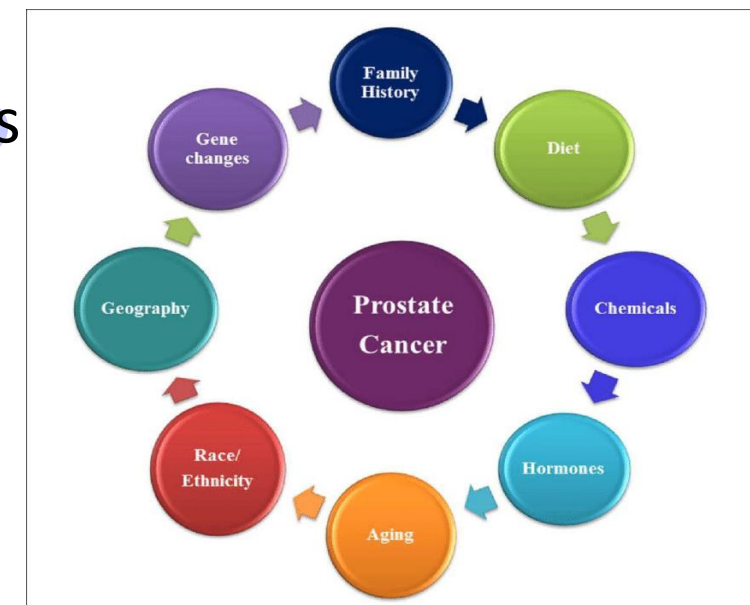 s
Family
History
Diet
Chemicals
Hormones
Aging
Race/
Ethnicity
Geography
Gene
changes
Prostate
Cancer